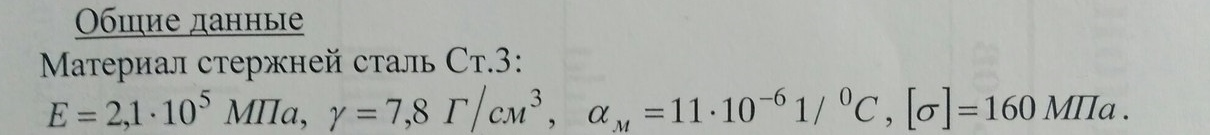 Общие данные
Материал стержней сталь Ст.3:
E = 2,1·10⁵ МПа, γ = 7,8 Г/см³, α_м = 11·10⁻⁶ 1/ ⁰C, [σ] = 160 МПа.